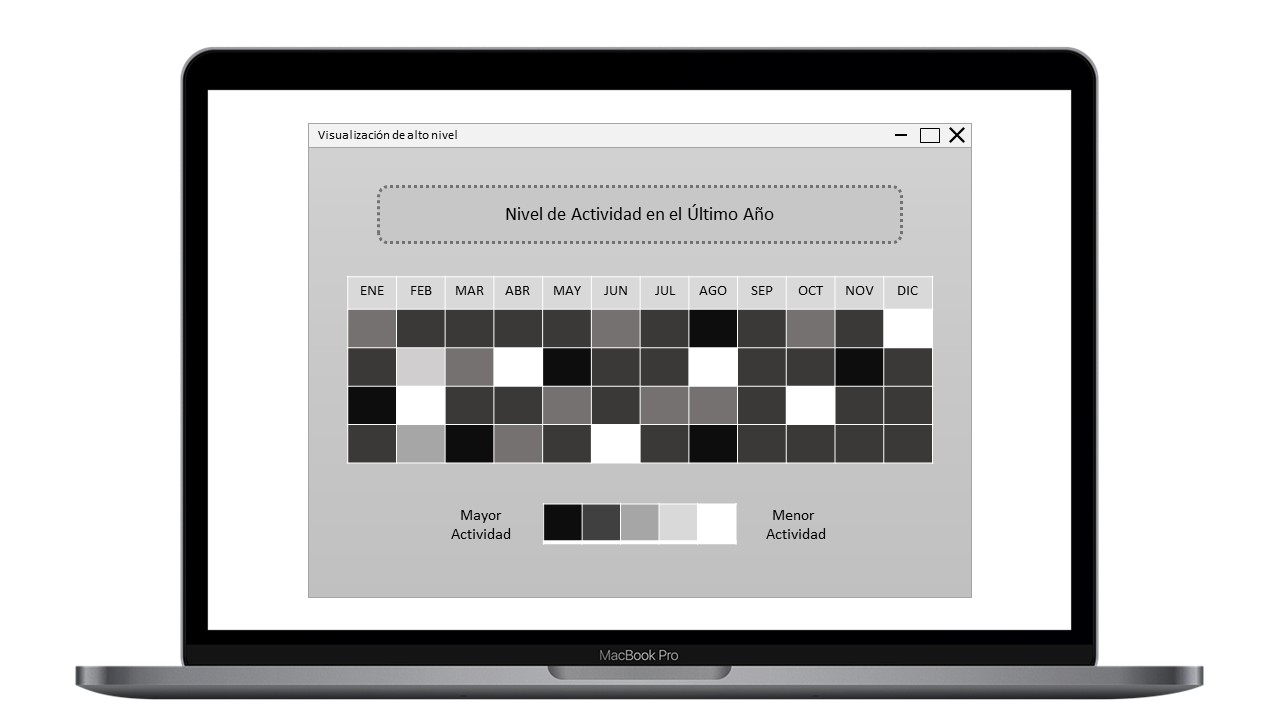 Visualización de alto nivel
Nivel de Actividad en el Último Año
ENE FEB MAR ABR MAY JUN JUL AGO SEP OCT NOV DIC
Mayor
Actividad
Menor
Actividad
MacBook Pro